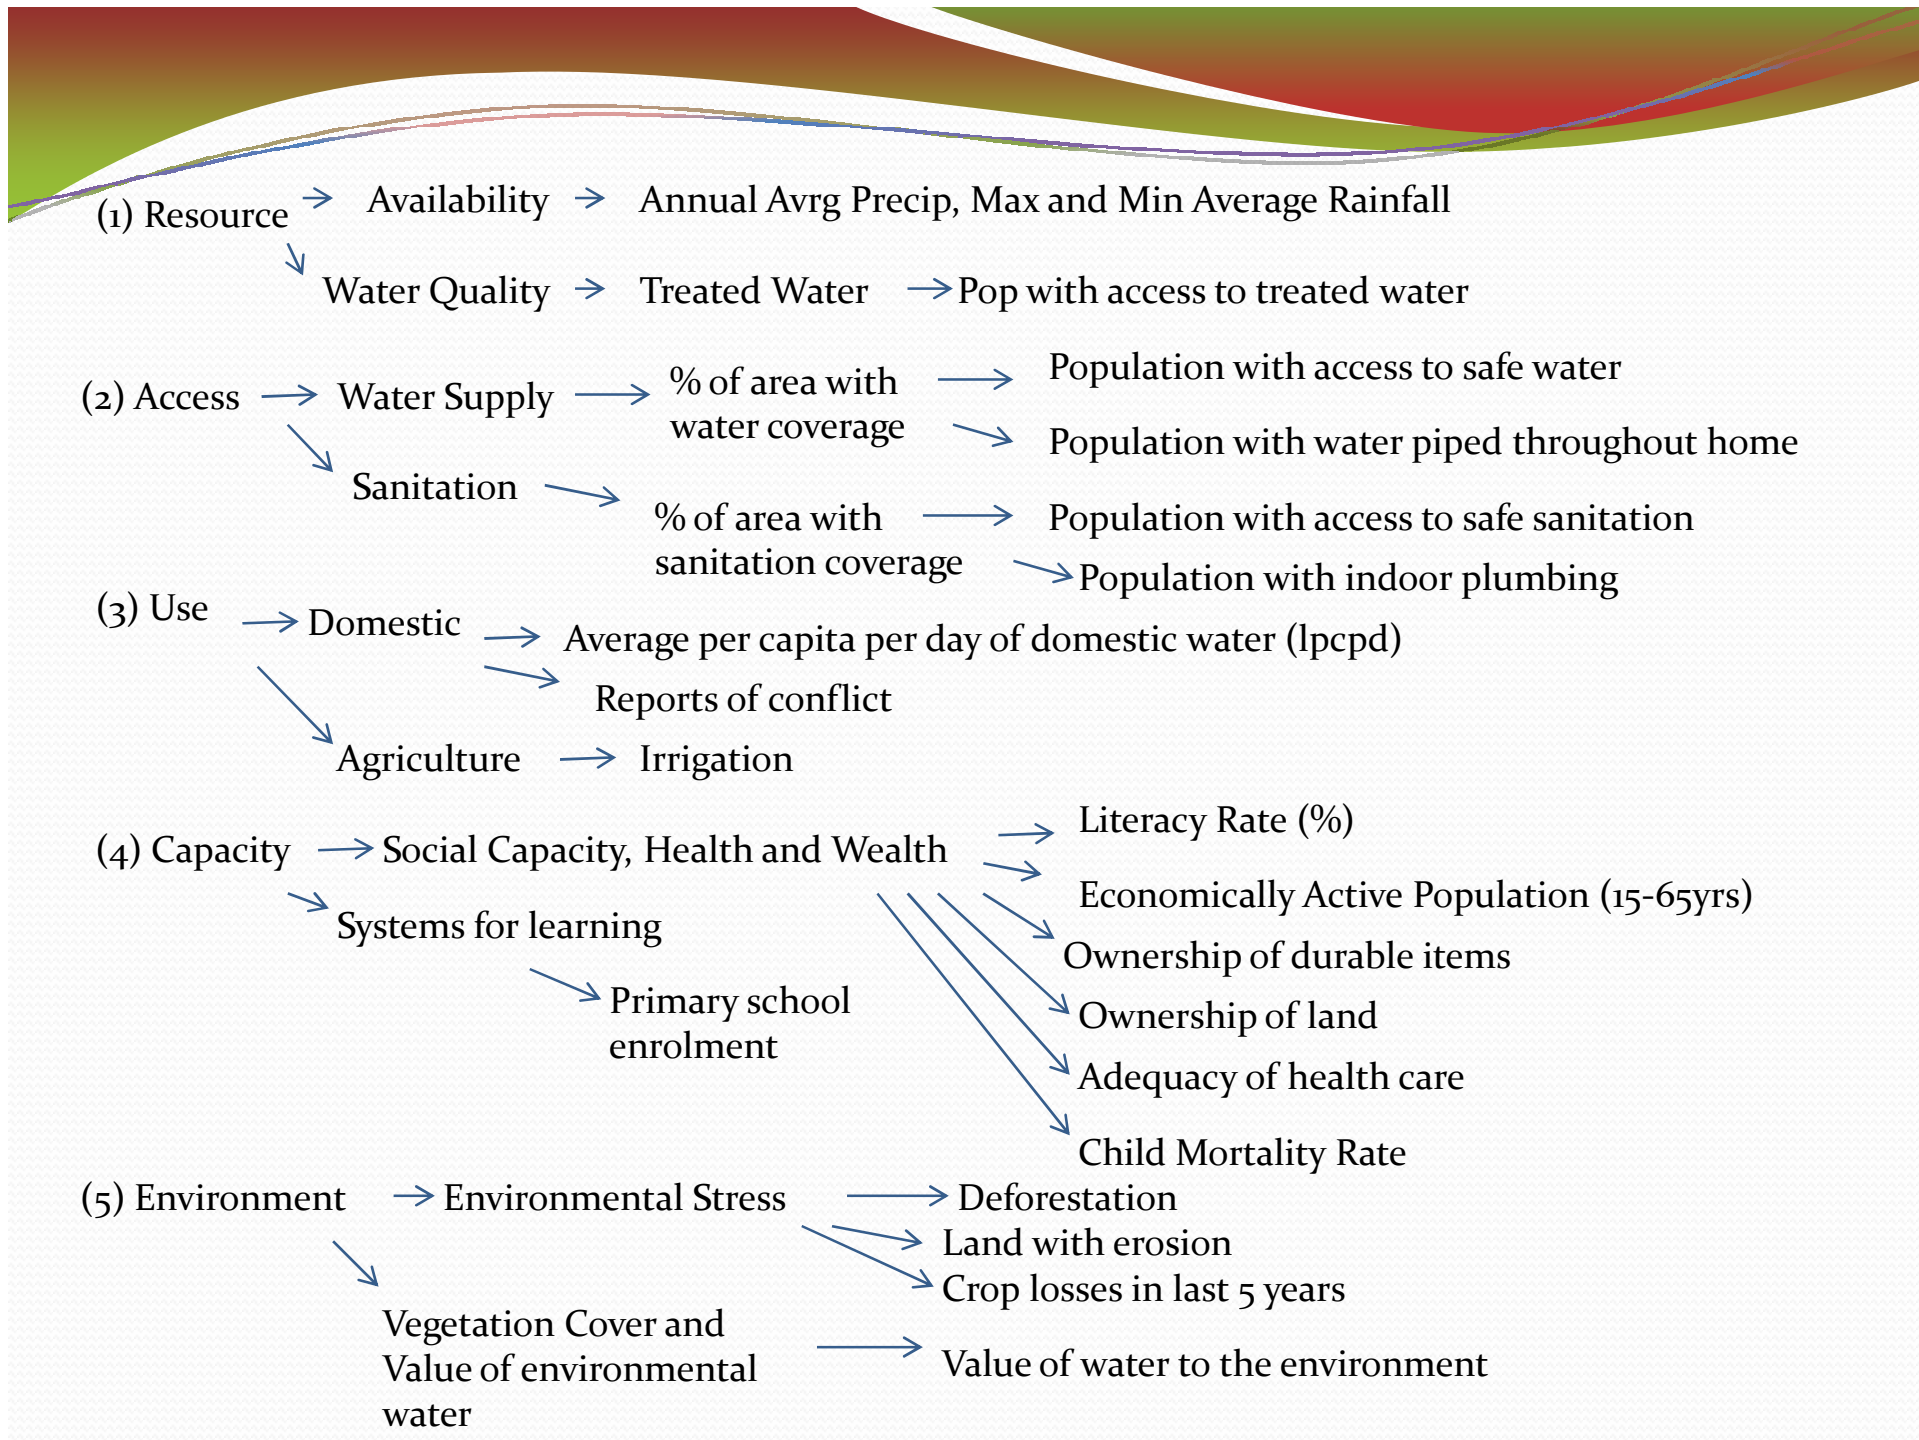 (1) Resource
Availability
Annual Avrg Precip, Max and Min Average Rainfall
Water Quality
Treated Water
Pop with access to treated water
(2) Access
Water Supply
% of area with
water coverage
Population with access to safe water
Population with water piped throughout home
Sanitation
% of area with
sanitation coverage
Population with access to safe sanitation
Population with indoor plumbing
(3) Use
Domestic
Average per capita per day of domestic water (lpcpd)
Reports of conflict
Agriculture
Irrigation
(4) Capacity
Social Capacity, Health and Wealth
Literacy Rate (%)
Economically Active Population (15-65yrs)
Ownership of durable items
Ownership of land
Adequacy of health care
Child Mortality Rate
Systems for learning
Primary school
enrolment
(5) Environment
Environmental Stress
Deforestation
Land with erosion
Crop losses in last 5 years
Vegetation Cover and
Value of environmental
water
Value of water to the environment